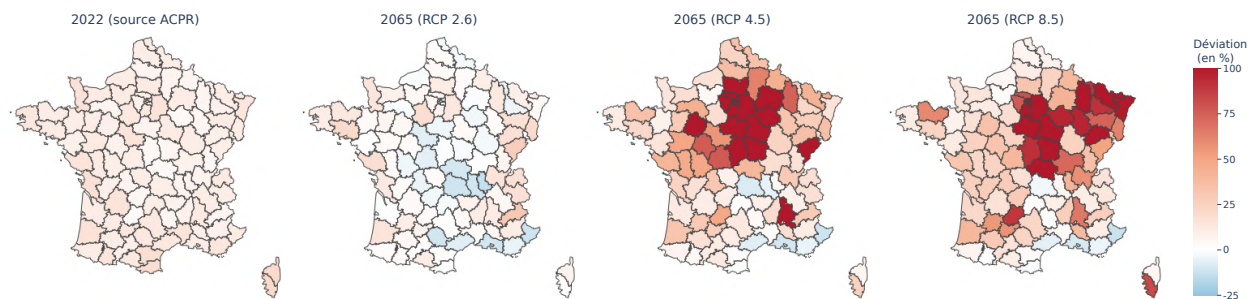 2022 (source ACPR)
2065 (RCP 2.6)
2065 (RCP 4.5)
2065 (RCP 8.5)
Déviation
(en %)
100
75
50
25
0
-25